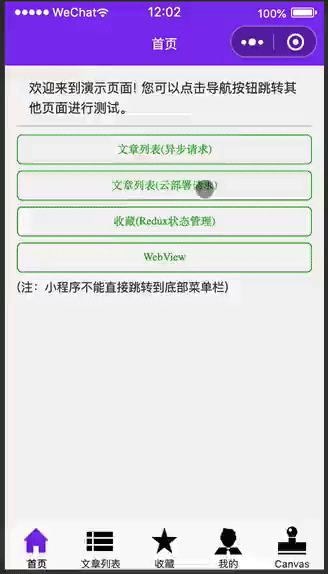 WeChat
12:02
100%
首页
欢迎来到演示页面! 您可以点击导航按钮跳转其
他页面进行测试。
文章列表(异步请求)
文章列表(云部署请求)
收藏(Redux状态管理)
WebView
(注：小程序不能直接跳转到底部菜单栏)
首页
文章列表
收藏
我的
Canvas